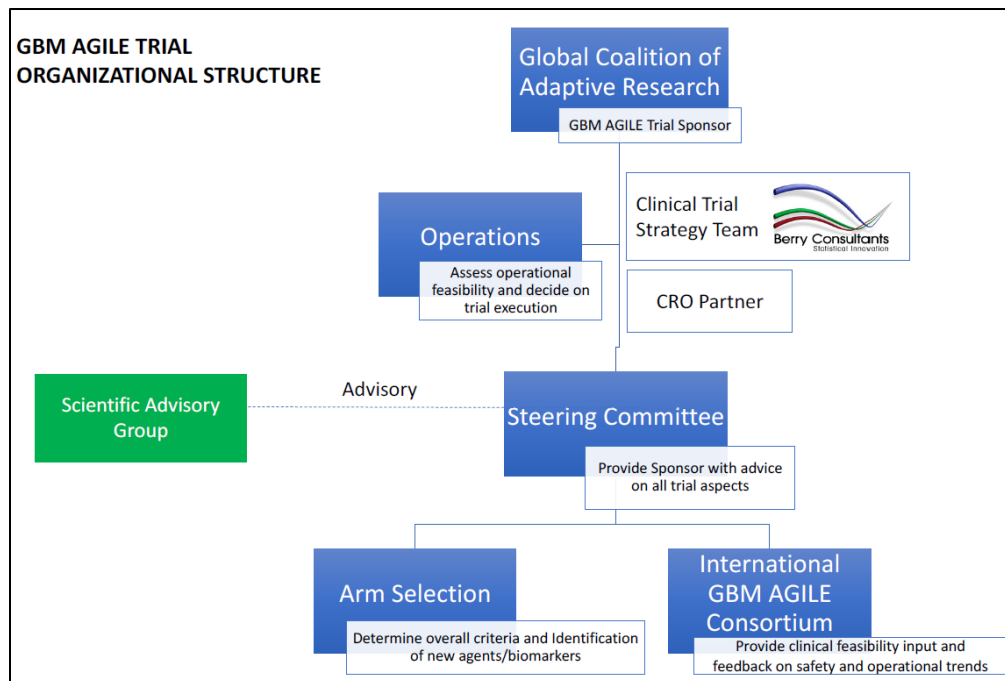 GBM AGILE TRIAL
ORGANIZATIONAL STRUCTURE
Global Coalition of
Adaptive Research
GBM AGILE Trial Sponsor
Clinical Trial
Strategy Team
Berry Consultants
Statistical Innovation
Operations
Assess operational
feasibility and decide on
trial execution
CRO Partner
Scientific Advisory
Group
Advisory
Steering Committee
Provide Sponsor with advice
on all trial aspects
Arm Selection
Determine overall criteria and Identification
of new agents/biomarkers
International
GBM AGILE
Consortium
Provide clinical feasibility input and
feedback on safety and operational trends